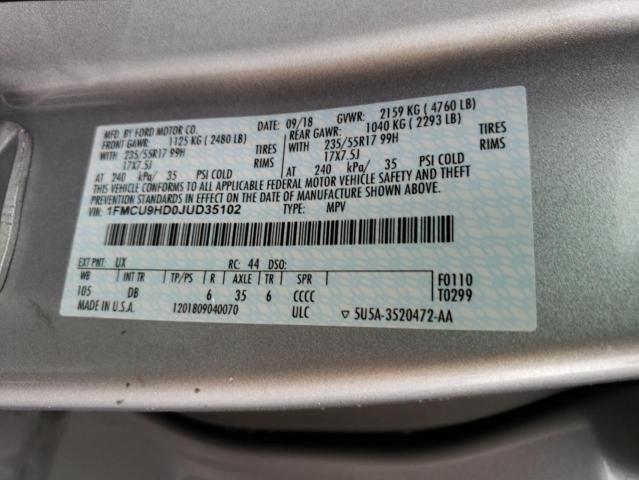 MFD. BY FORD MOTOR CO. DATE: 09/18 GVWR: 2159 KG ( 4760 LB)
FRONT GAWR: 1125 KG ( 2480 LB) REAR GAWR: 1040 KG ( 2293 LB)
WITH 235/55R17 99H TIRES WITH 235/55R17 99H TIRES
17X7.5J RIMS 17X7.5J RIMS
AT 240 kPa/ 35 PSI COLD AT 240 kPa/ 35 PSI COLD
THIS VEHICLE CONFORMS TO ALL APPLICABLE FEDERAL MOTOR VEHICLE SAFETY AND THEFT
PREVENTION STANDARDS IN EFFECT ON THE DATE OF MANUFACTURE SHOWN ABOVE.
VIN: 1FMCU9HD0JUD35102 TYPE: MPV
EXT PNT: UX RC: 44 DSO:
WB INT TR TP/PS R AXLE TR SPR F0110
105 DB 6 35 6 CCCC T0299
MADE IN U.S.A. 1201809040070 ULC ▽ 5U5A-3520472-AA